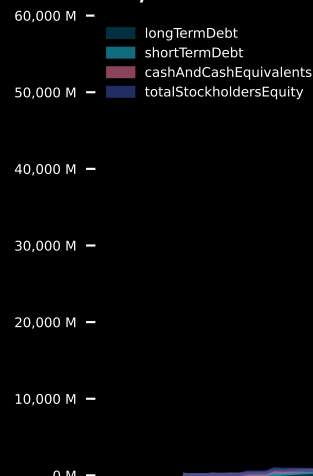 60,000 M
longTermDebt
shortTermDebt
cashAndCashEquivalents
totalStockholdersEquity
50,000 M
40,000 M
30,000 M
20,000 M
10,000 M
0 M